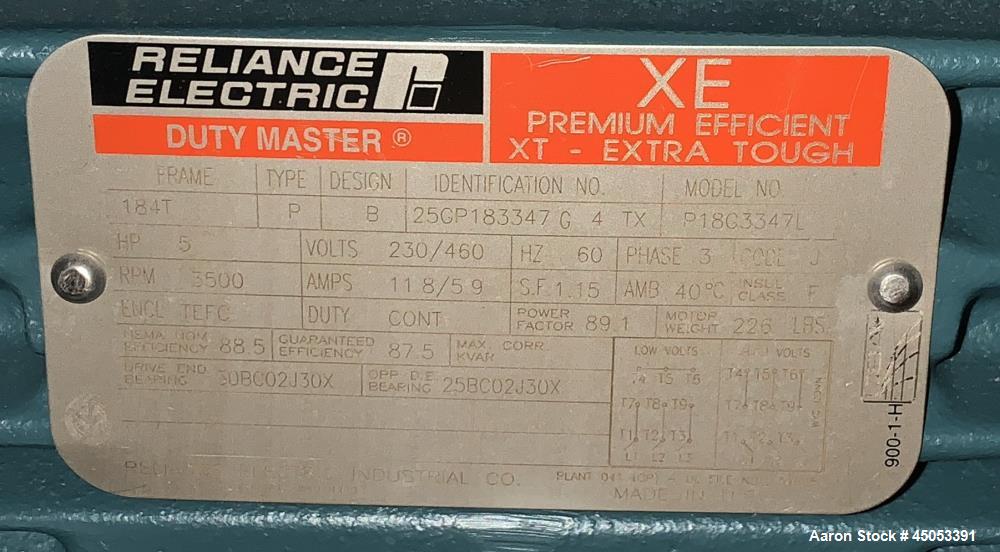 RELIANCE
ELECTRIC
DUTY MASTER ®
XE
PREMIUM EFFICIENT
XT - EXTRA TOUGH
FRAME TYPE DESIGN IDENTIFICATION NO. MODEL NO.
184T P B 25GP183347 G 4 TX P18G3347L
HP 5 VOLTS 230/460 HZ 60 PHASE 3 CODE J
RPM 3500 AMPS 11.8/5.9 S.F. 1.15 AMB 40°C INSUL CLASS F
ENCL TEFC DUTY CONT POWER FACTOR 89.1 MOTOR WEIGHT 226 LBS.
NEMA NOM EFFICIENCY 88.5 GUARANTEED EFFICIENCY 87.5 MAX. CORR. KVAR
DRIVE END BEARING 30BC02J30X OPP D.E. BEARING 25BC02J30X
LOW VOLTS VOLTS
T4 T5 T6 T4 T5 T6
T7 T8 T9 T7 T8 T9
T1 T2 T3 T1 T2 T3
L1 L2 L3
900-1-H
INDUSTRIAL CO.
PLANT
MADE IN
Aaron Stock # 45053391